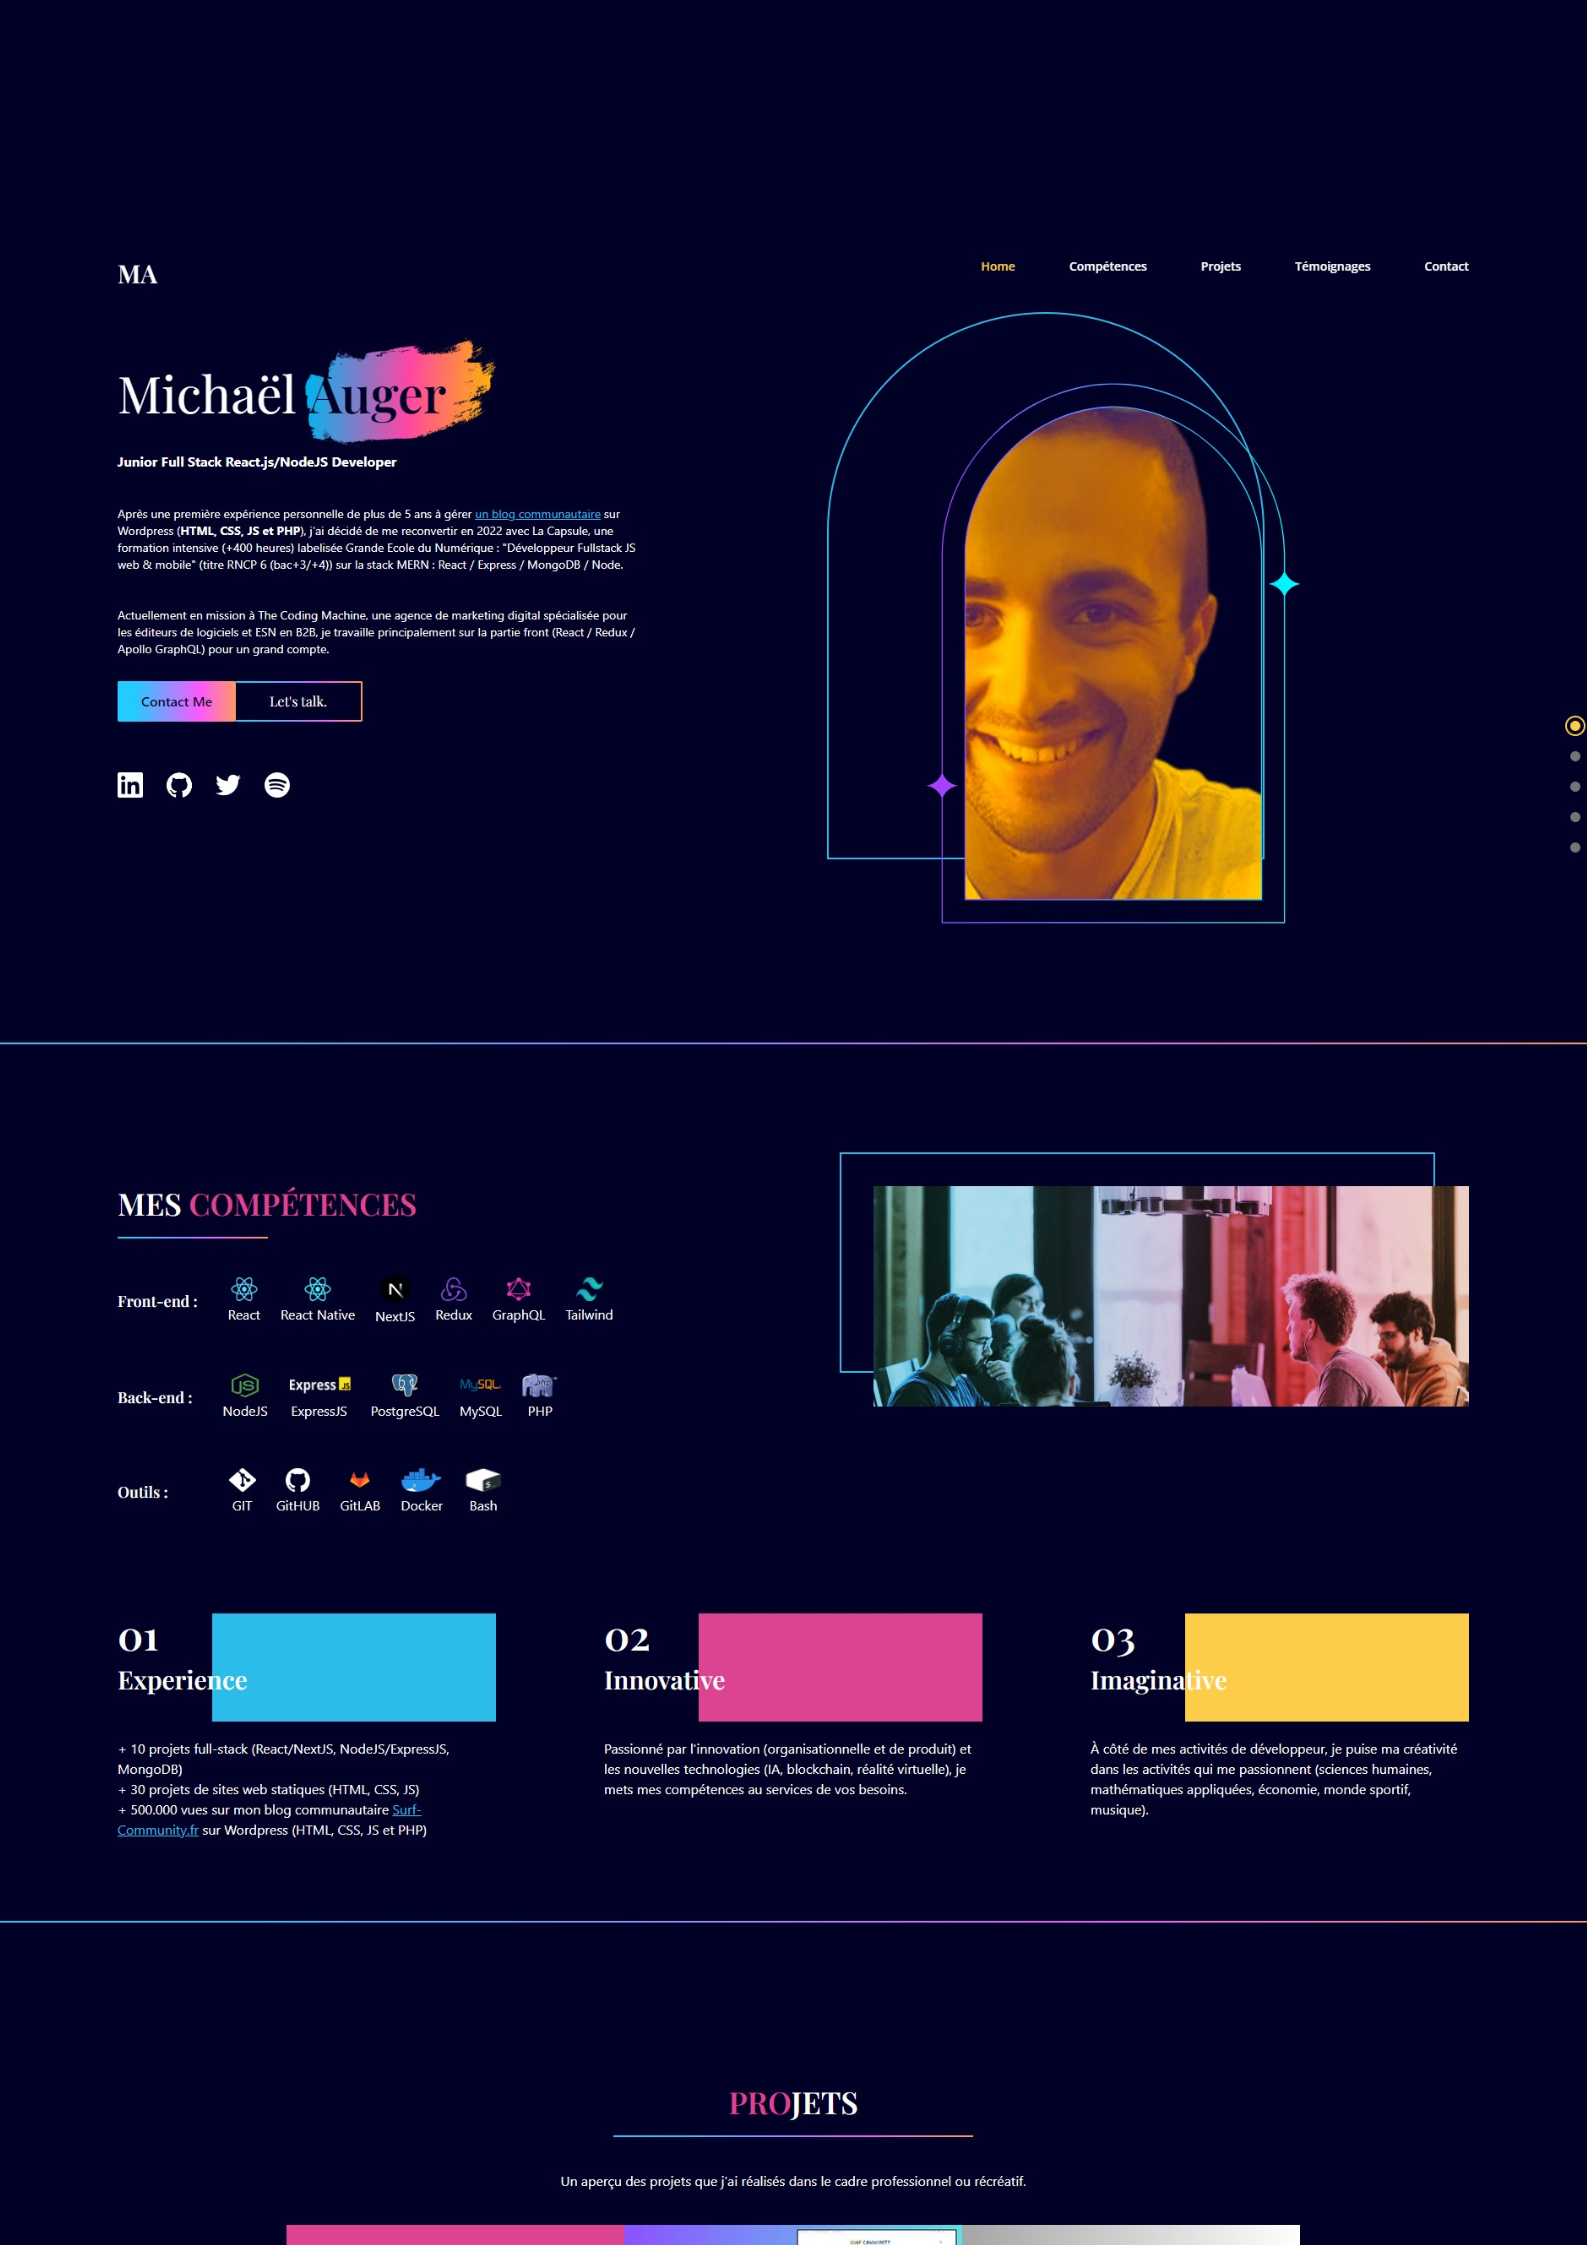 MA
Home Compétences Projets Témoignages Contact
Michaël Auger
Junior Full Stack React.js/NodeJS Developer
Après une première expérience personnelle de plus de 5 ans à gérer un blog communautaire sur
Wordpress (HTML, CSS, JS et PHP), j'ai décidé de me reconvertir en 2022 avec La Capsule, une
formation intensive (+400 heures) labelisée Grande Ecole du Numérique : "Développeur Fullstack JS
web & mobile" (titre RNCP 6 (bac+3/+4)) sur la stack MERN : React / Express / MongoDB / Node.
Actuellement en mission à The Coding Machine, une agence de marketing digital spécialisée pour
les éditeurs de logiciels et ESN en B2B, je travaille principalement sur la partie front (React / Redux /
Apollo GraphQL) pour un grand compte.
Contact Me Let's talk.
in
MES COMPÉTENCES
Front-end :
N
React React Native NextJS Redux GraphQL Tailwind
Back-end :
JS Express JS MySQL. php
NodeJS ExpressJS PostgreSQL MySQL PHP
Outils :
GIT GitHUB GitLAB Docker Bash
01
Experience
+ 10 projets full-stack (React/NextJS, NodeJS/ExpressJS,
MongoDB)
+ 30 projets de sites web statiques (HTML, CSS, JS)
+ 500.000 vues sur mon blog communautaire Surf-
Community.fr sur Wordpress (HTML, CSS, JS et PHP)
02
Innovative
Passionné par l'innovation (organisationnelle et de produit) et
les nouvelles technologies (IA, blockchain, réalité virtuelle), je
mets mes compétences au services de vos besoins.
03
Imaginative
À côté de mes activités de développeur, je puise ma créativité
dans les activités qui me passionnent (sciences humaines,
mathématiques appliquées, économie, monde sportif,
musique).
PROJETS
Un aperçu des projets que j'ai réalisés dans le cadre professionnel ou récréatif.
SURF COMMUNITY